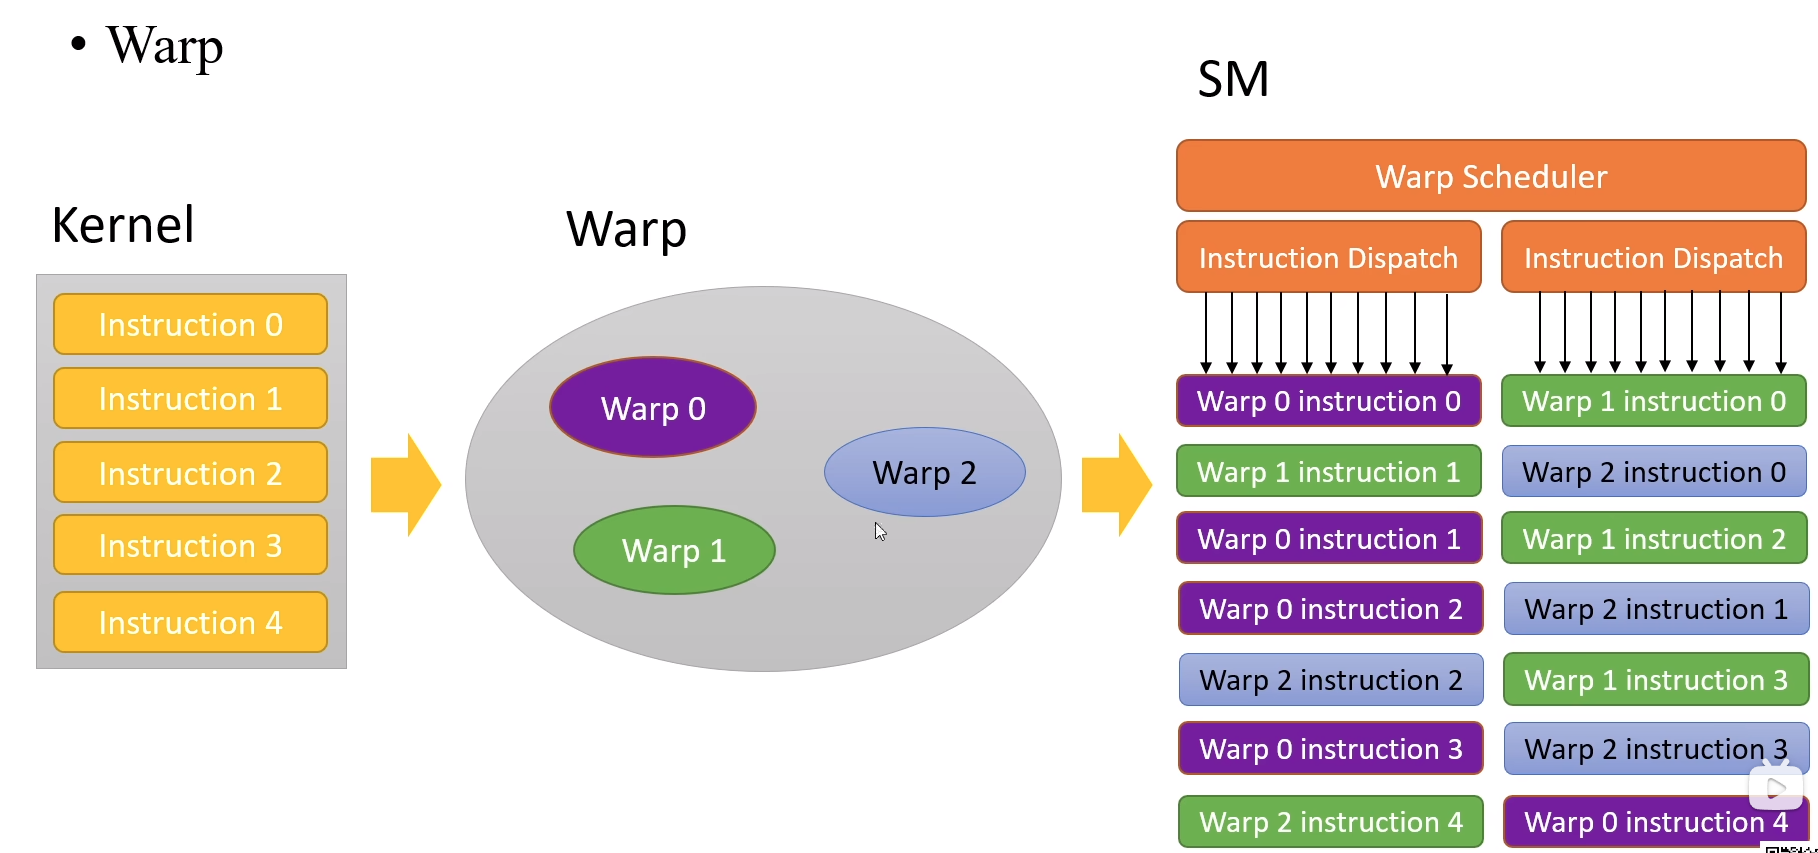 • Warp
SM
Warp Scheduler
Kernel
Warp
Instruction Dispatch
Instruction Dispatch
Instruction 0
Instruction 1
Instruction 2
Instruction 3
Instruction 4
Warp 0
Warp 2
Warp 1
Warp 0 instruction 0
Warp 1 instruction 0
Warp 1 instruction 1
Warp 2 instruction 0
Warp 0 instruction 1
Warp 1 instruction 2
Warp 0 instruction 2
Warp 2 instruction 1
Warp 2 instruction 2
Warp 1 instruction 3
Warp 0 instruction 3
Warp 2 instruction 3
Warp 2 instruction 4
Warp 0 instruction 4